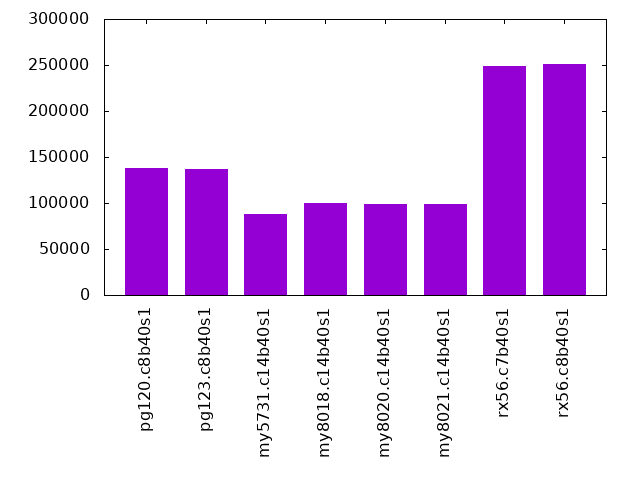 300000
250000
200000
150000
100000
50000
0
pg120.c8b40s1
pg123.c8b40s1
my5731.c14b40s1
my8018.c14b40s1
my8020.c14b40s1
my8021.c14b40s1
rx56.c7b40s1
rx56.c8b40s1